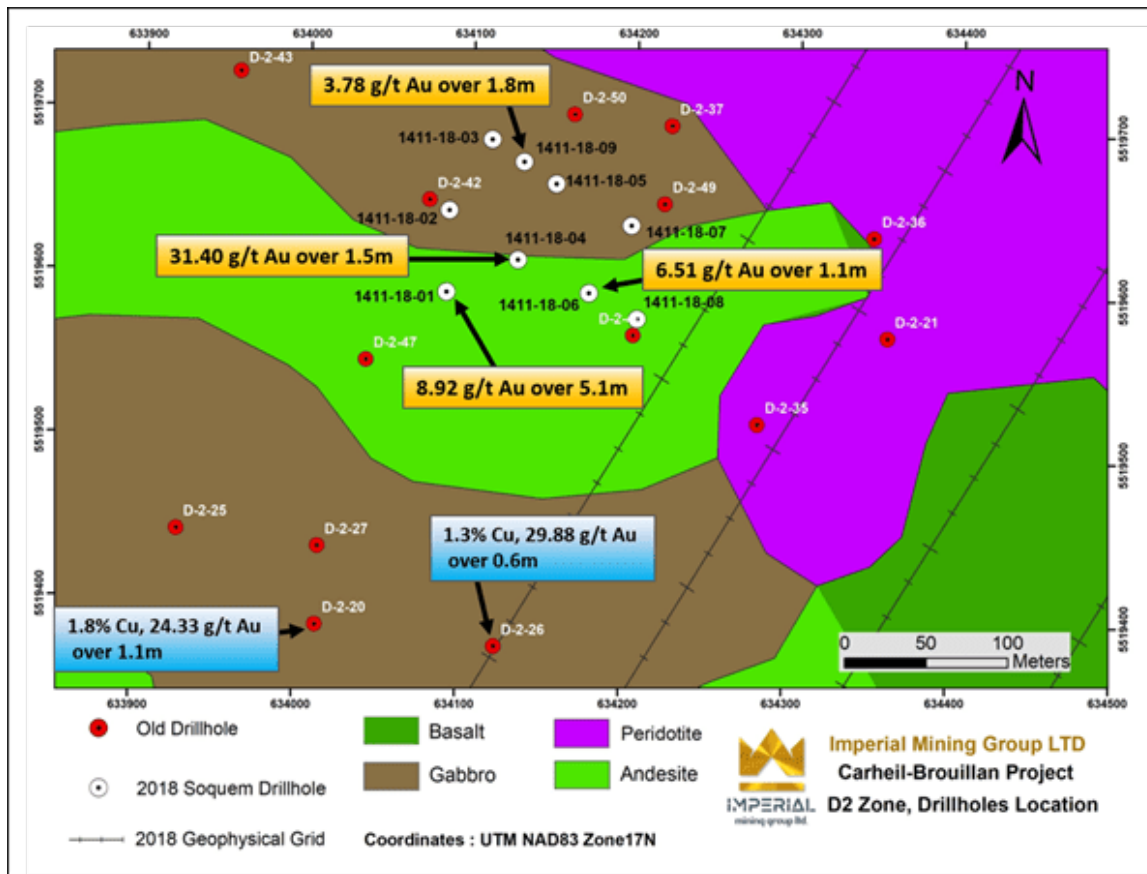 633900 634000 634100 634200 634300 634400
D-2-43
3.78 g/t Au over 1.8m
N
5519700
D-2-50
D-2-37
5519700
1411-18-03
1411-18-09
1411-18-05
D-2-42
D-2-49
1411-18-02
1411-18-07
D-2-36
1411-18-04
31.40 g/t Au over 1.5m
5519600
6.51 g/t Au over 1.1m
1411-18-01
1411-18-06
1411-18-08
5519600
D-2-
D-2-47
D-2-21
8.92 g/t Au over 5.1m
D-2-35
5519500
5519500
D-2-25
D-2-27
1.3% Cu, 29.88 g/t Au
over 0.6m
5519400
D-2-20
1.8% Cu, 24.33 g/t Au
over 1.1m
D-2-26
5519400
0 50 100
Meters
633900 634000 634100 634200 634300 634400 634500
Old Drillhole
Basalt
Peridotite
2018 Soquem Drillhole
Gabbro
Andesite
2018 Geophysical Grid
Coordinates : UTM NAD83 Zone17N
IMPERIAL
mining group ltd.
Imperial Mining Group LTD
Carheil-Brouillan Project
D2 Zone, Drillholes Location